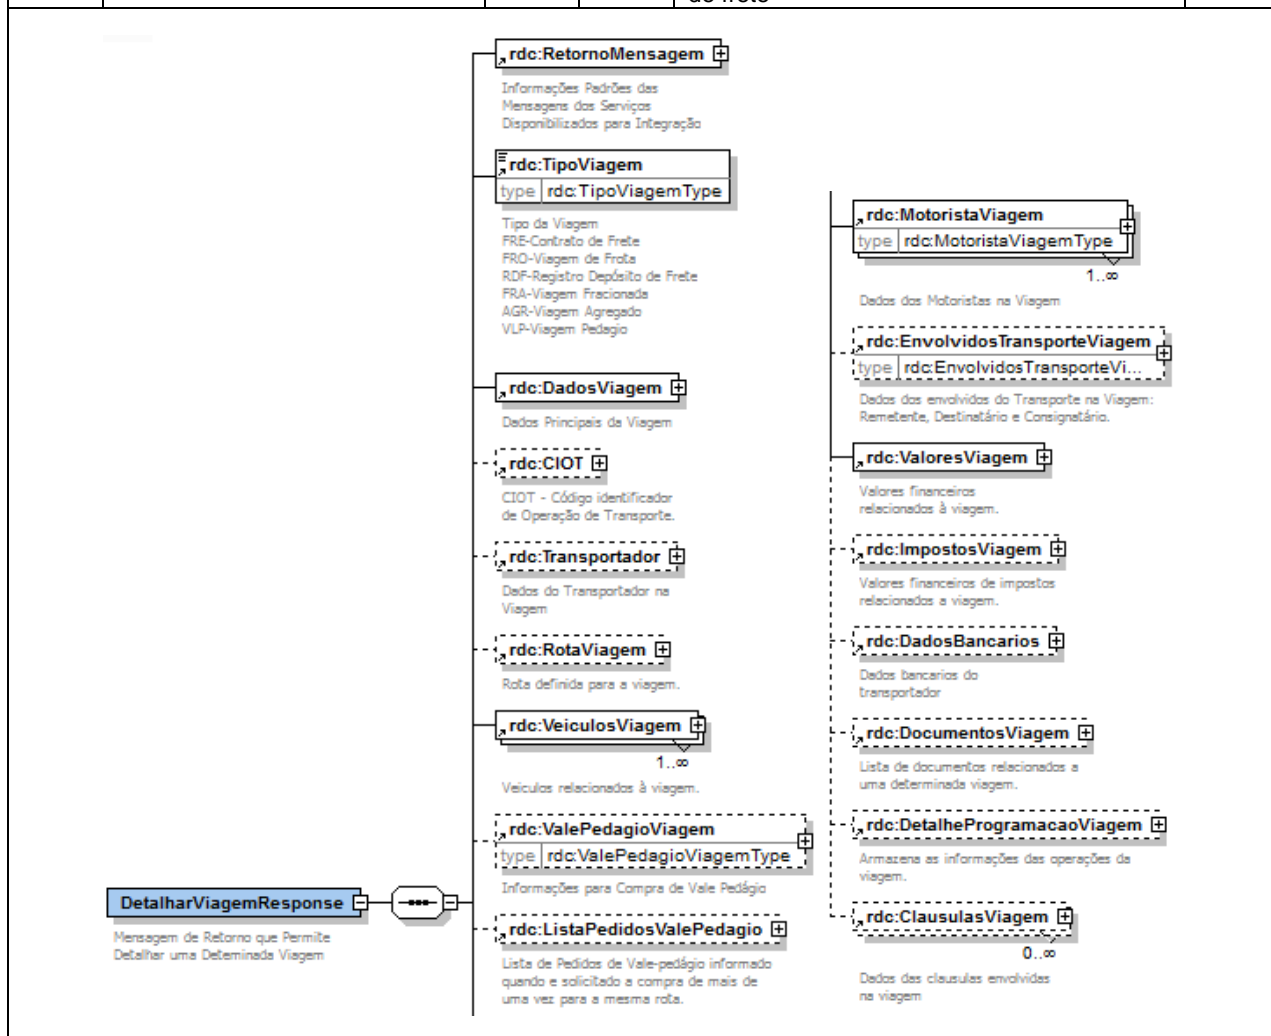 de frete
rdc:RetornoMensagem
Informações Padrões das
Mensagens dos Serviços
Disponibilizados para Integração
rdc:TipoViagem
type rdc:TipoViagemType
Tipo da Viagem
FRE-Contrato de Frete
FRO-Viagem de Frota
RDF-Registro Depósito de Frete
FRA-Viagem Fracionada
AGR-Viagem Agregado
VLP-Viagem Pedagio
rdc:DadosViagem
Dados Principais da Viagem
rdc:CIOT
CIOT - Código identificador
de Operação de Transporte.
rdc:Transportador
Dados do Transportador na
Viagem
rdc:RotaViagem
Rota definida para a viagem.
rdc:VeiculosViagem
1..∞
Veiculos relacionados à viagem.
rdc:ValePedagioViagem
type rdc:ValePedagioViagemType
Informações para Compra de Vale Pedágio
DetalharViagemResponse
Mensagem de Retorno que Permite
Detalhar uma Deteminada Viagem
rdc:ListaPedidosValePedagio
Lista de Pedidos de Vale-pedágio informado
quando e solicitado a compra de mais de
uma vez para a mesma rota.
rdc:MotoristaViagem
type rdc:MotoristaViagemType
1..∞
Dados dos Motoristas na Viagem
rdc:EnvolvidosTransporteViagem
type rdc:EnvolvidosTransporteVi...
Dados dos envolvidos do Transporte na Viagem:
Remetente, Destinatário e Consignatário.
rdc:ValoresViagem
Valores financeiros
relacionados à viagem.
rdc:ImpostosViagem
Valores financeiros de impostos
relacionados a viagem.
rdc:DadosBancarios
Dados bancarios do
transportador
rdc:DocumentosViagem
Lista de documentos relacionados a
uma determinada viagem.
rdc:DetalheProgramacaoViagem
Armazena as informações das operações da
viagem.
rdc:ClausulasViagem
0..∞
Dados das clausulas envolvidas
na viagem